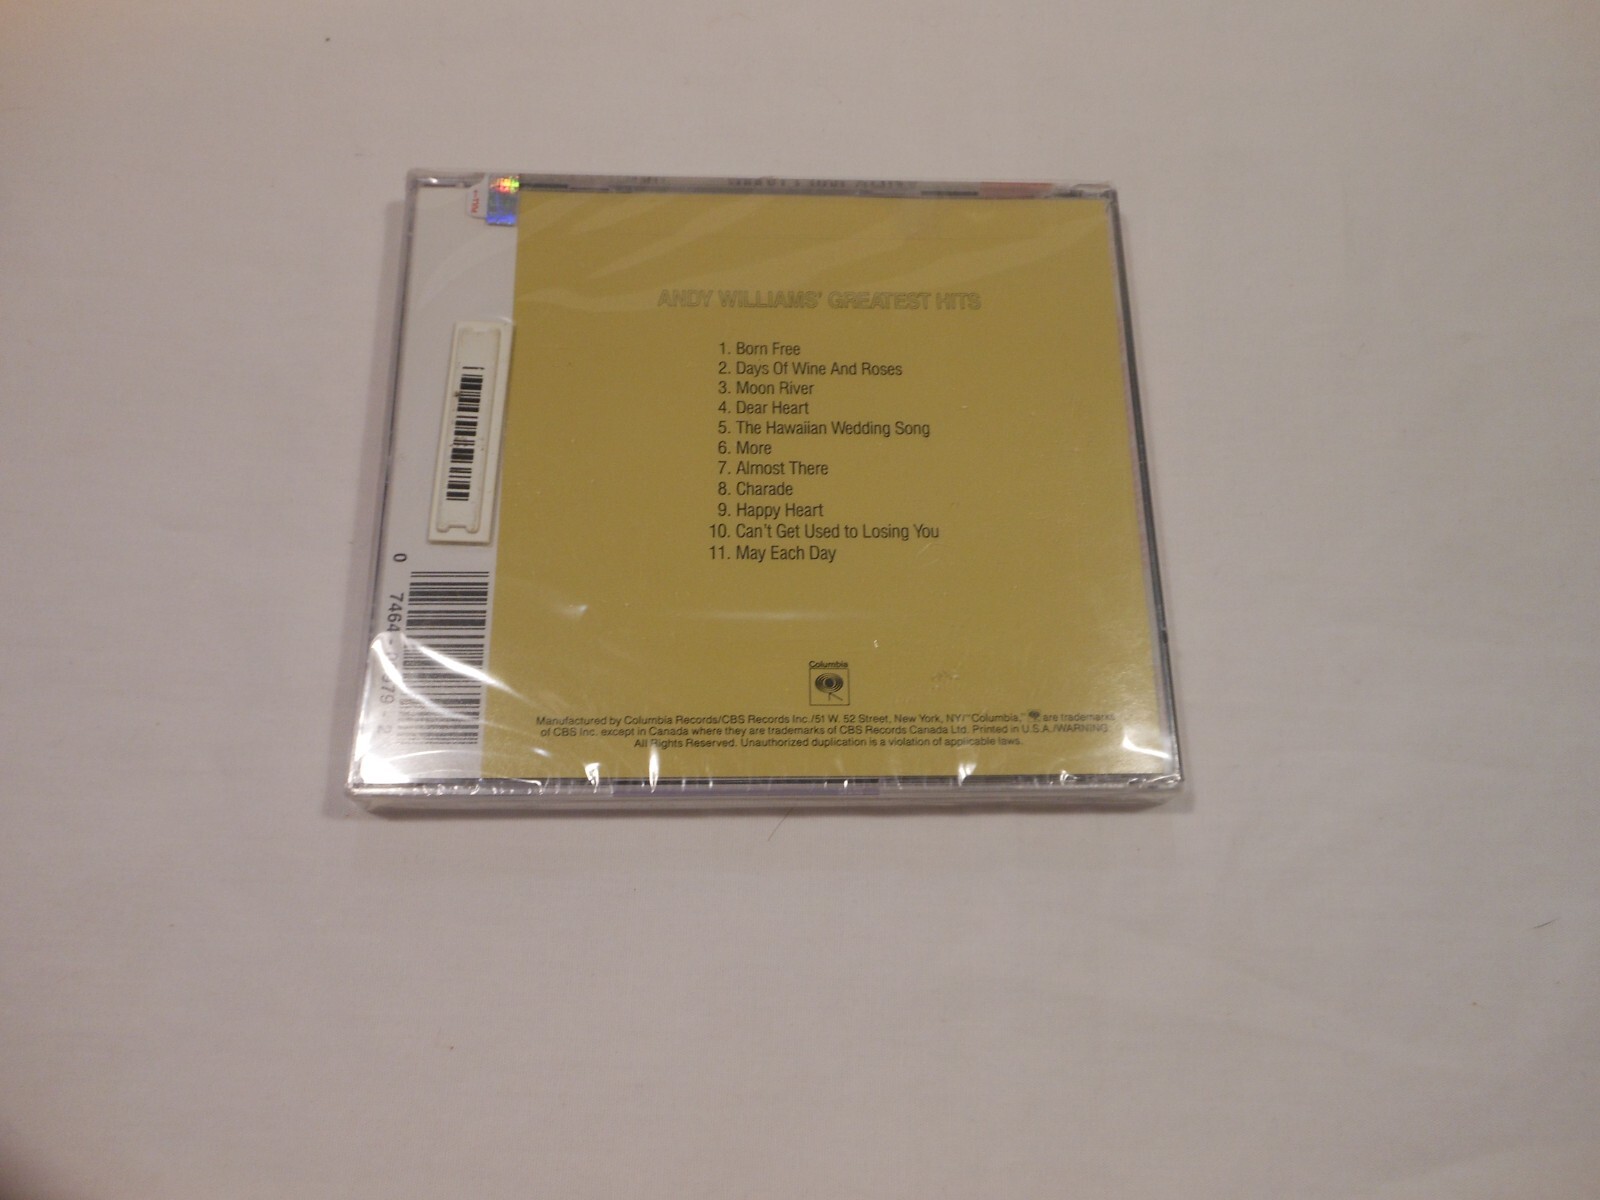 ANDY WILLIAMS' GREATEST HITS
1. Born Free
2. Days Of Wine And Roses
3. Moon River
4. Dear Heart
5. The Hawaiian Wedding Song
6. More
7. Almost There
8. Charade
9. Happy Heart
10. Can't Get Used to Losing You
11. May Each Day
Columbia
Manufactured by Columbia Records/CBS Records Inc./51 W. 52 Street, New York, NY/"Columbia," are trademarks
of CBS Inc. except in Canada where they are trademarks of CBS Records Canada Ltd. Printed in U.S.A./WARNING:
All Rights Reserved. Unauthorized duplication is a violation of applicable laws.
0 7464